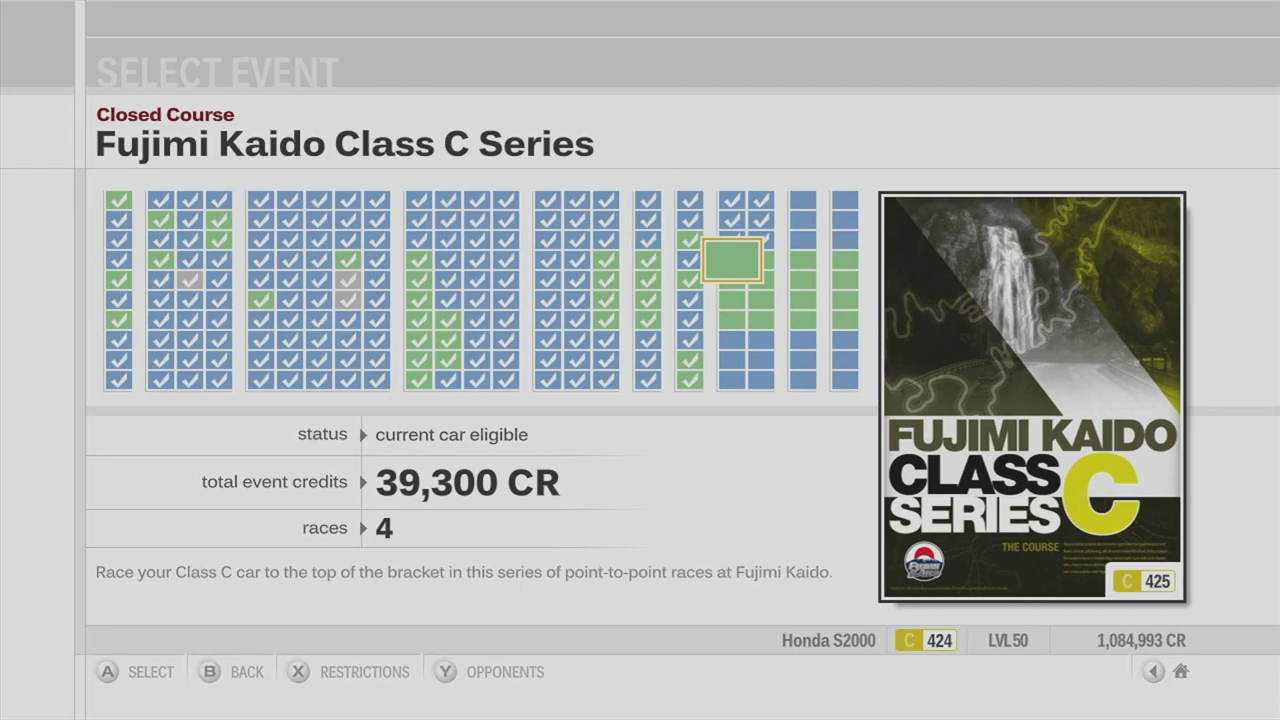 SELECT EVENT
Closed Course
Fujimi Kaido Class C Series
FUJIMI KAIDO
CLASS
SERIES
C
THE COURSE
C 425
status
current car eligible
total event credits
39,300 CR
races
4
Race your Class C car to the top of the bracket in this series of point-to-point races at Fujimi Kaido.
Honda S2000
C 424
LVL50
1,084,993 CR
A SELECT
B BACK
X RESTRICTIONS
Y OPPONENTS